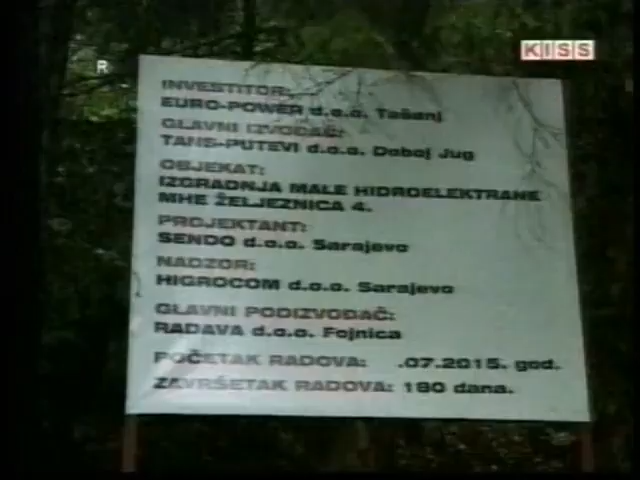 R
KISS
INVESTITOR:
EURO-POWER d.o.o. Tešanj
GLAVNI IZVOĐAČ:
TANS-PUTEVI d.o.o. Doboj Jug
OBJEKAT:
IZGRADNJA MALE HIDROELEKTRANE
MHE ŽELJEZNICA 4.
PROJEKTANT:
SENDO d.o.o. Sarajevo
NADZOR:
HIGROCOM d.o.o. Sarajevo
GLAVNI PODIZVOĐAČ:
RADAVA d.o.o. Fojnica
POČETAK RADOVA: .07.2015. god.
ZAVRŠETAK RADOVA: 180 dana.